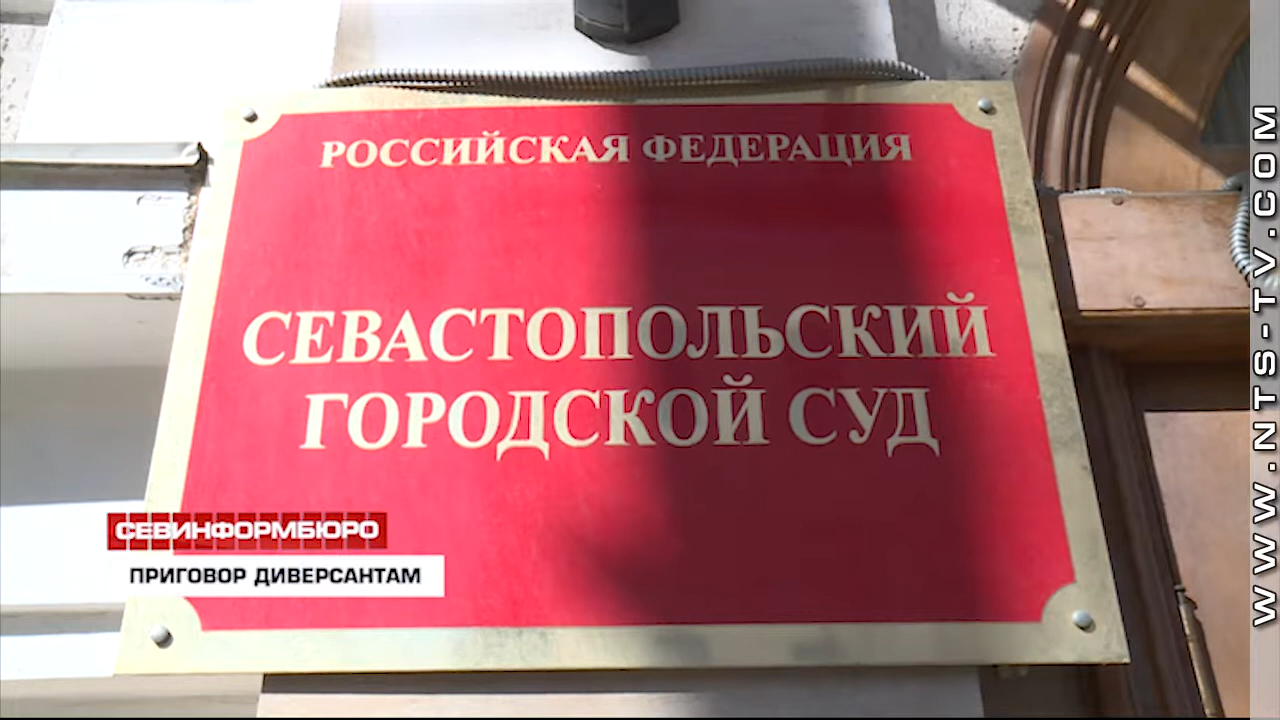 РОССИЙСКАЯ ФЕДЕРАЦИЯ
СЕВАСТОПОЛЬСКИЙ
ГОРОДСКОЙ СУД
СЕВИНФОРМБЮРО
ПРИГОВОР ДИВЕРСАНТАМ
WWW.NTS-TV.COM